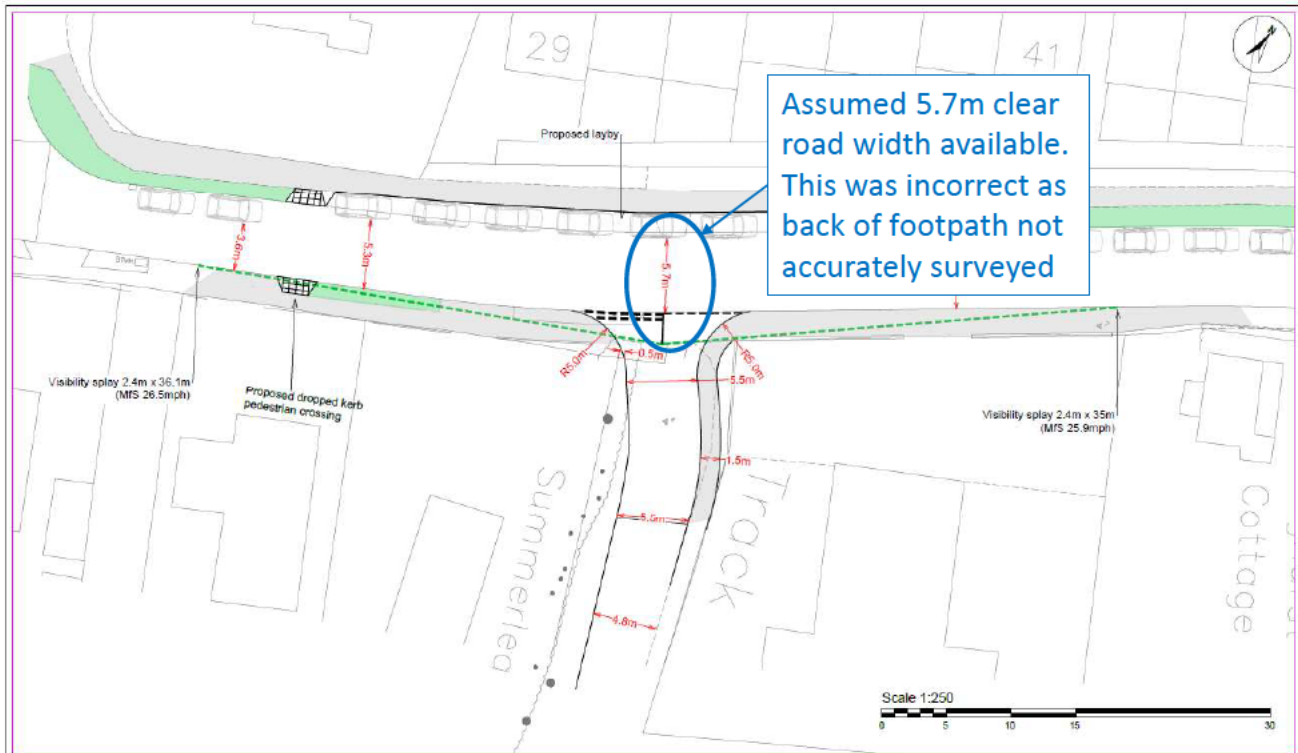 29
41
N
Assumed 5.7m clear
road width available.
This was incorrect as
back of footpath not
accurately surveyed
Proposed layby
3.6m
5.3m
5.7m
R5.0m
0.5m
R5.0m
5.5m
Visibility splay 2.4m x 36.1m
(MfS 26.5mph)
Proposed dropped kerb
pedestrian crossing
Visibility splay 2.4m x 35m
(MfS 25.9mph)
1.5m
Summerlea
Track
Cottage
4.8m
Scale 1:250
0 5 10 15 30